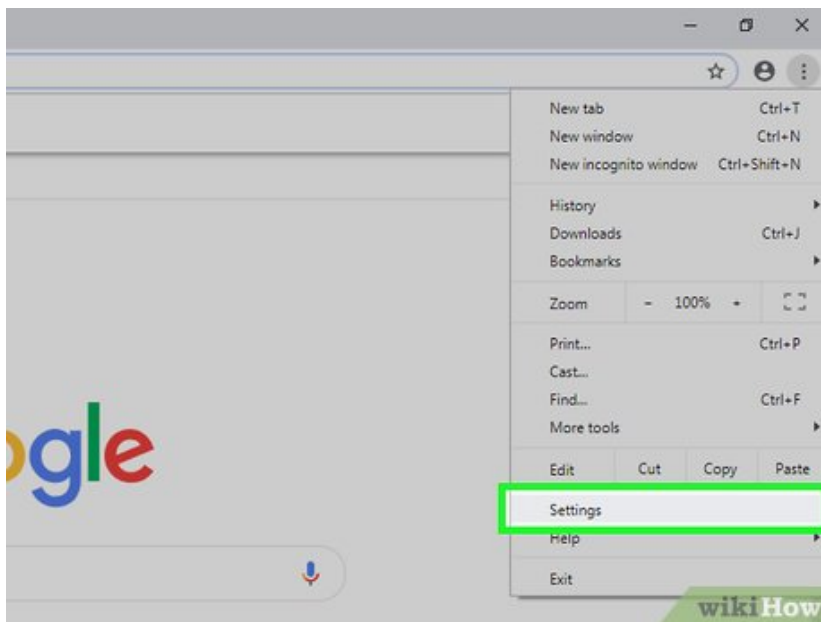 New tab Ctrl+T
New window Ctrl+N
New incognito window Ctrl+Shift+N
History
Downloads Ctrl+J
Bookmarks
Zoom - 100% +
Print... Ctrl+P
Cast...
Find... Ctrl+F
More tools
Edit Cut Copy Paste
ogle
Settings
Help
Exit
wikiHow